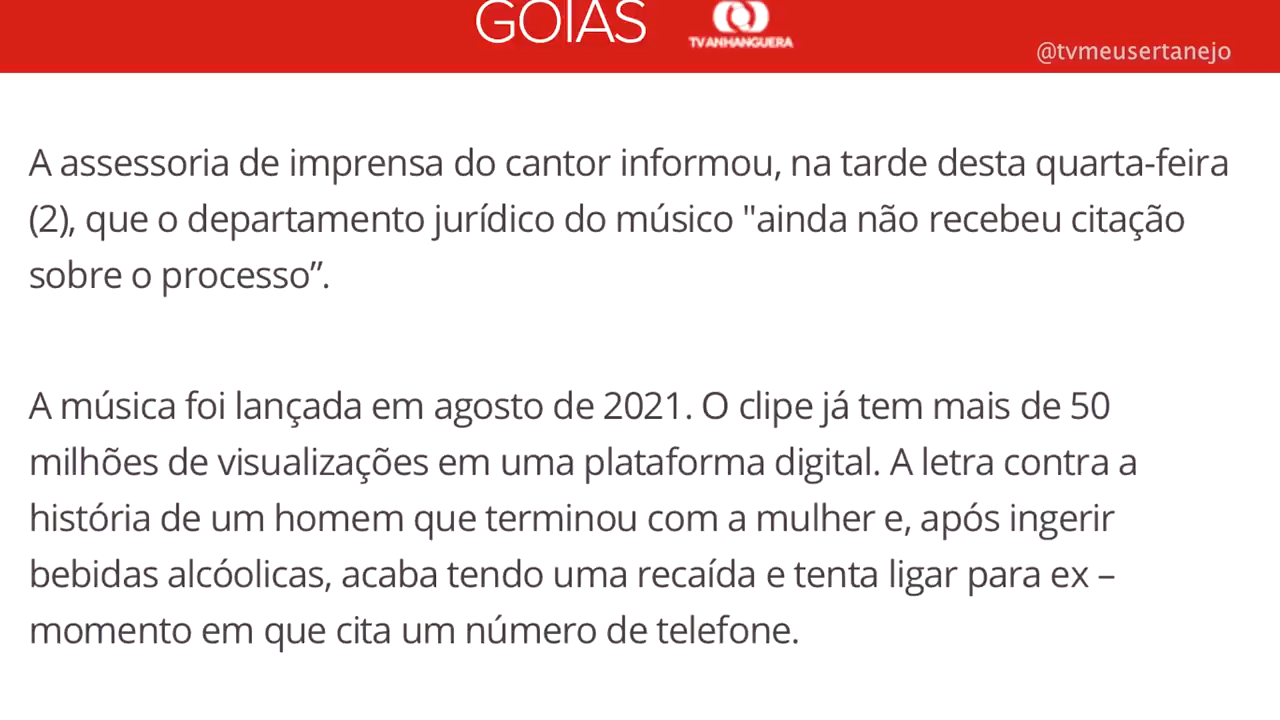 GOIÁS
TV ANHANGUERA
@tvmeusertanejo
A assessoria de imprensa do cantor informou, na tarde desta quarta-feira
(2), que o departamento jurídico do músico "ainda não recebeu citação
sobre o processo”.
A música foi lançada em agosto de 2021. O clipe já tem mais de 50
milhões de visualizações em uma plataforma digital. A letra contra a
história de um homem que terminou com a mulher e, após ingerir
bebidas alcóolicas, acaba tendo uma recaída e tenta ligar para ex –
momento em que cita um número de telefone.